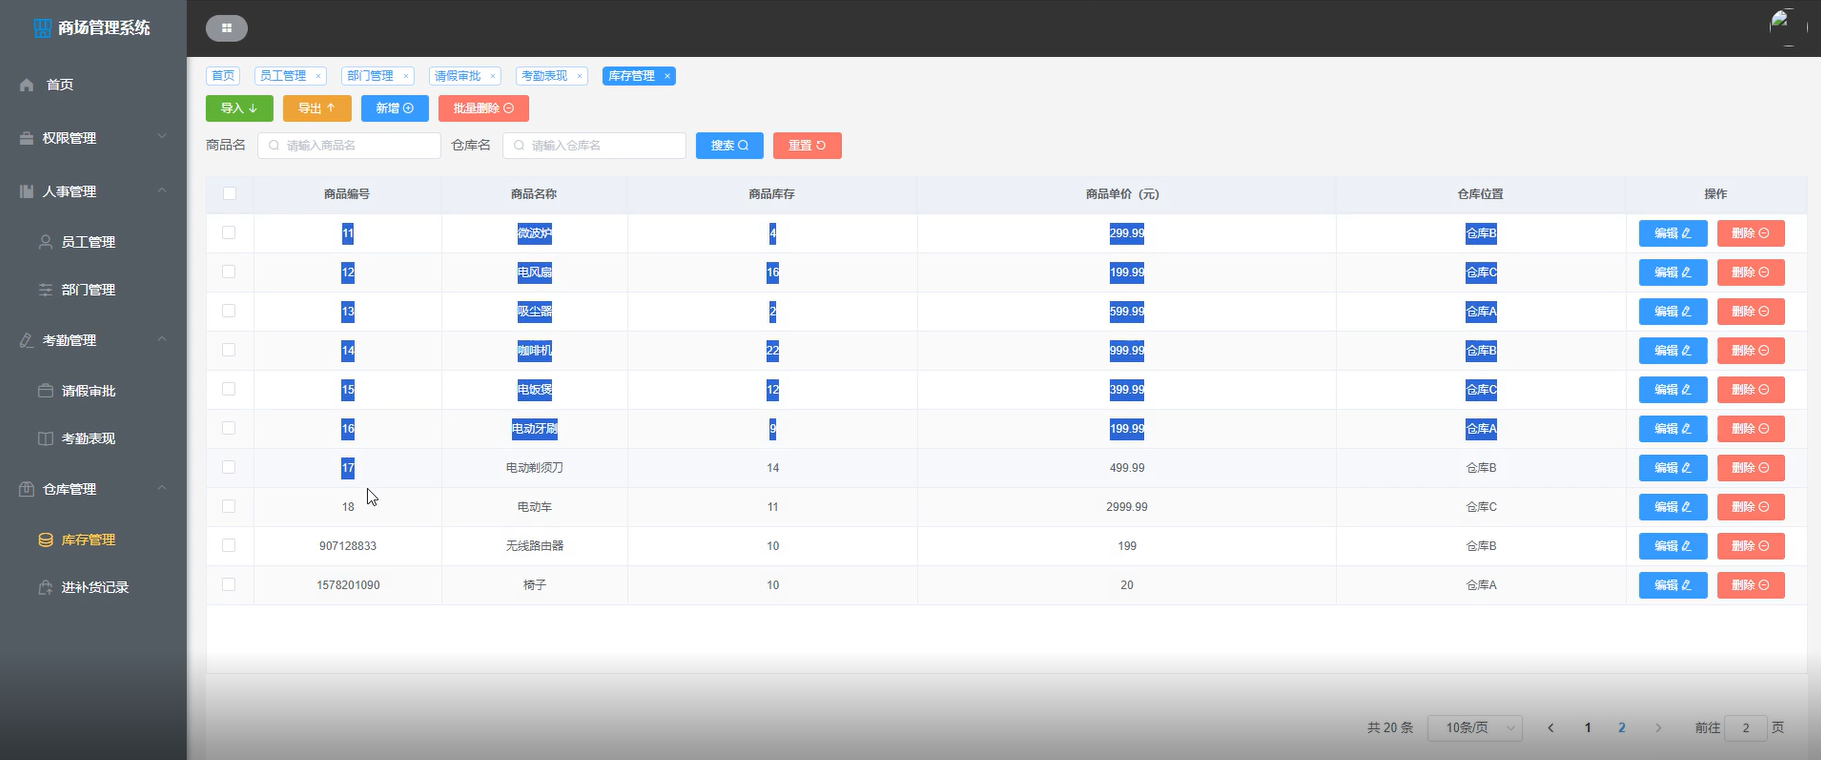 商场管理系统
首页
权限管理
人事管理
员工管理
部门管理
考勤管理
请假审批
考勤表现
仓库管理
库存管理
进补货记录
首页 员工管理 × 部门管理 × 请假审批 × 考勤表现 × 库存管理 ×
导入 导出 新增 批量删除
商品名 请输入商品名 仓库名 请输入仓库名 搜索 重置
商品编号 商品名称 商品库存 商品单价（元） 仓库位置 操作
11 微波炉 4 299.99 仓库B 编辑 删除
12 电风扇 16 199.99 仓库C 编辑 删除
13 吸尘器 2 599.99 仓库A 编辑 删除
14 咖啡机 22 999.99 仓库B 编辑 删除
15 电饭煲 12 399.99 仓库C 编辑 删除
16 电动牙刷 9 199.99 仓库A 编辑 删除
17 电动剃须刀 14 499.99 仓库B 编辑 删除
18 电动车 11 2999.99 仓库C 编辑 删除
907128833 无线路由器 10 199 仓库B 编辑 删除
1578201090 椅子 10 20 仓库A 编辑 删除
共 20 条 10条/页 1 2 前往 2 页